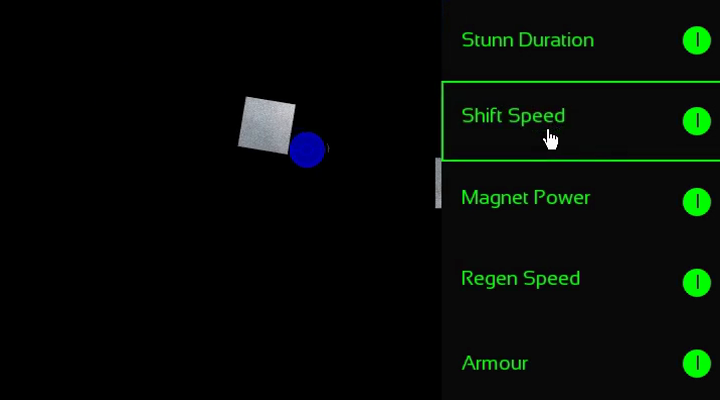 Stunn Duration
Shift Speed
Magnet Power
Regen Speed
Armour